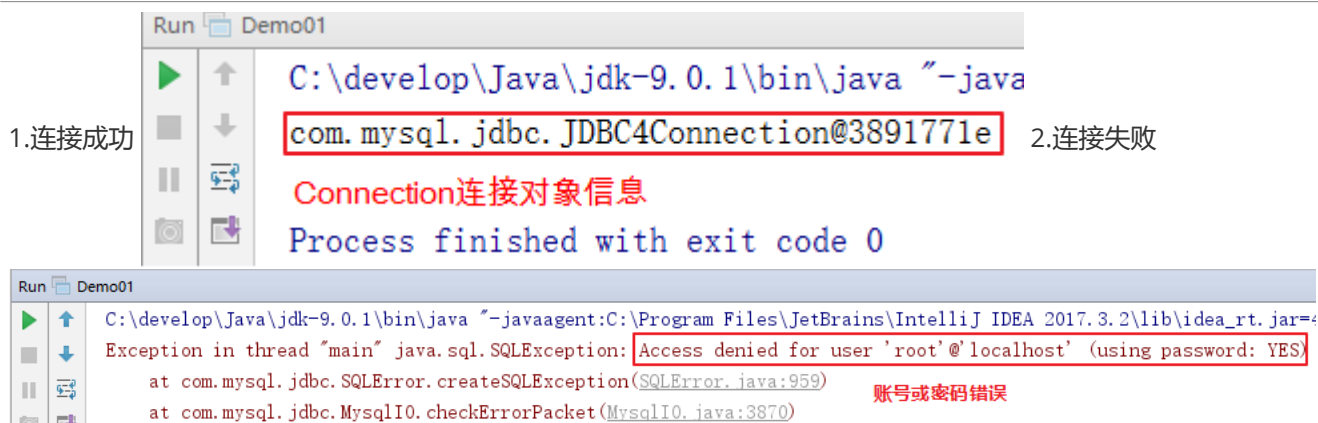 Run Demo01
C:\develop\Java\jdk-9.0.1\bin\java "-java
1.连接成功
com.mysql.jdbc.JDBC4Connection@3891771e
2.连接失败
Connection连接对象信息
Process finished with exit code 0
Run Demo01
C:\develop\Java\jdk-9.0.1\bin\java "-javaagent:C:\Program Files\JetBrains\IntelliJ IDEA 2017.3.2\lib\idea_rt.jar=4
Exception in thread "main" java.sql.SQLException: Access denied for user 'root'@'localhost' (using password: YES)
at com.mysql.jdbc.SQLError.createSQLException(SQLError.java:959)
账号或密码错误
at com.mysql.jdbc.MysqlIO.checkErrorPacket(MysqlIO.java:3870)